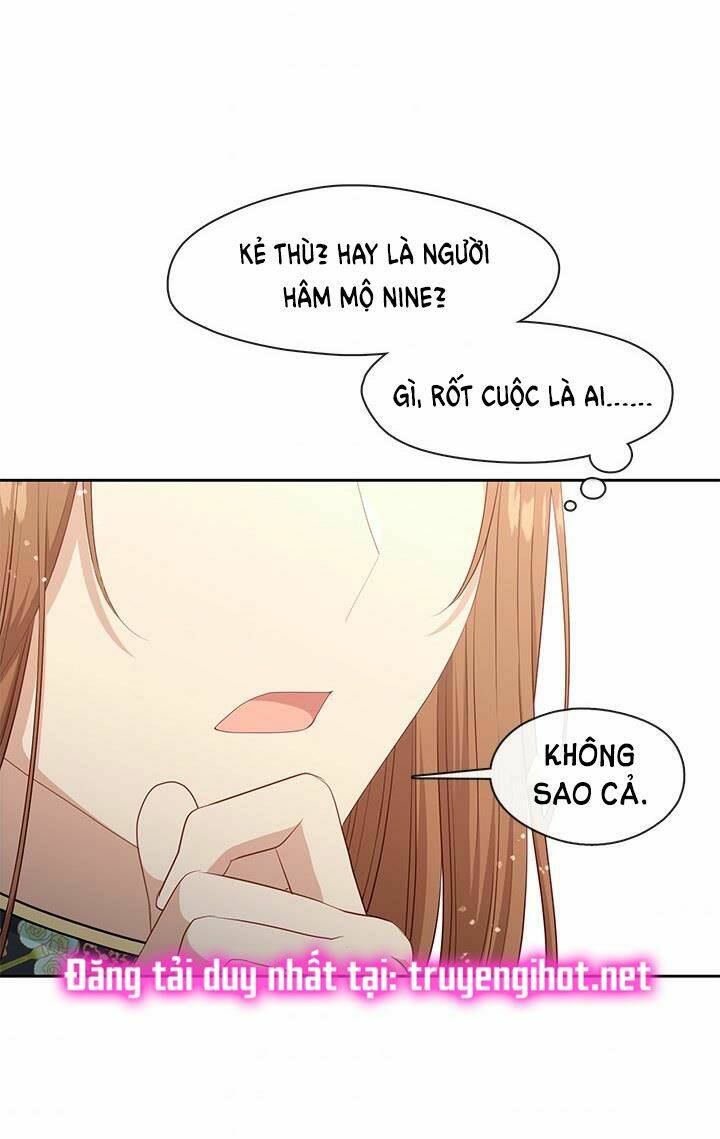 KẺ THÙ? HAY LÀ NGƯỜI
HÂM MỘ NINE?
GÌ, RỐT CUỘC LÀ AI......
KHÔNG
SAO CẢ.
Đăng tải duy nhất tại: truyengihot.net